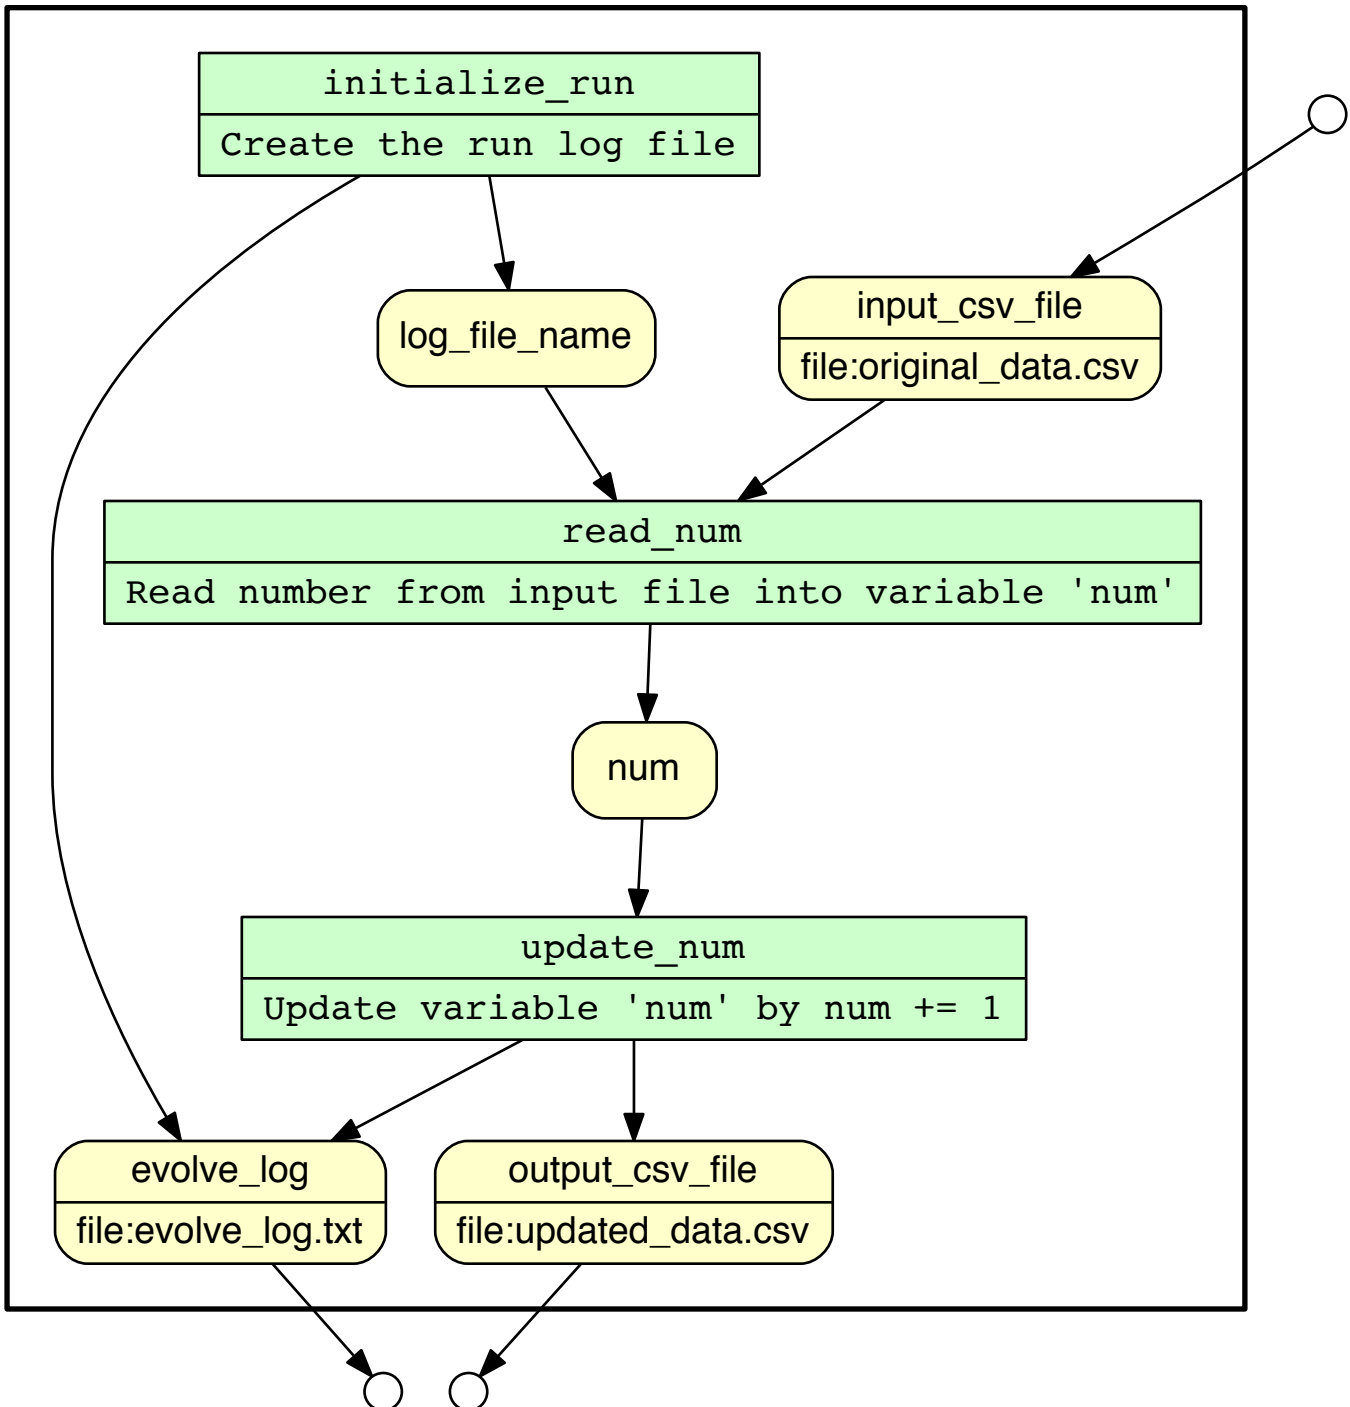 initialize_run
Create the run log file
log_file_name
input_csv_file
file:original_data.csv
read_num
Read number from input file into variable 'num'
num
update_num
Update variable 'num' by num += 1
evolve_log
file:evolve_log.txt
output_csv_file
file:updated_data.csv